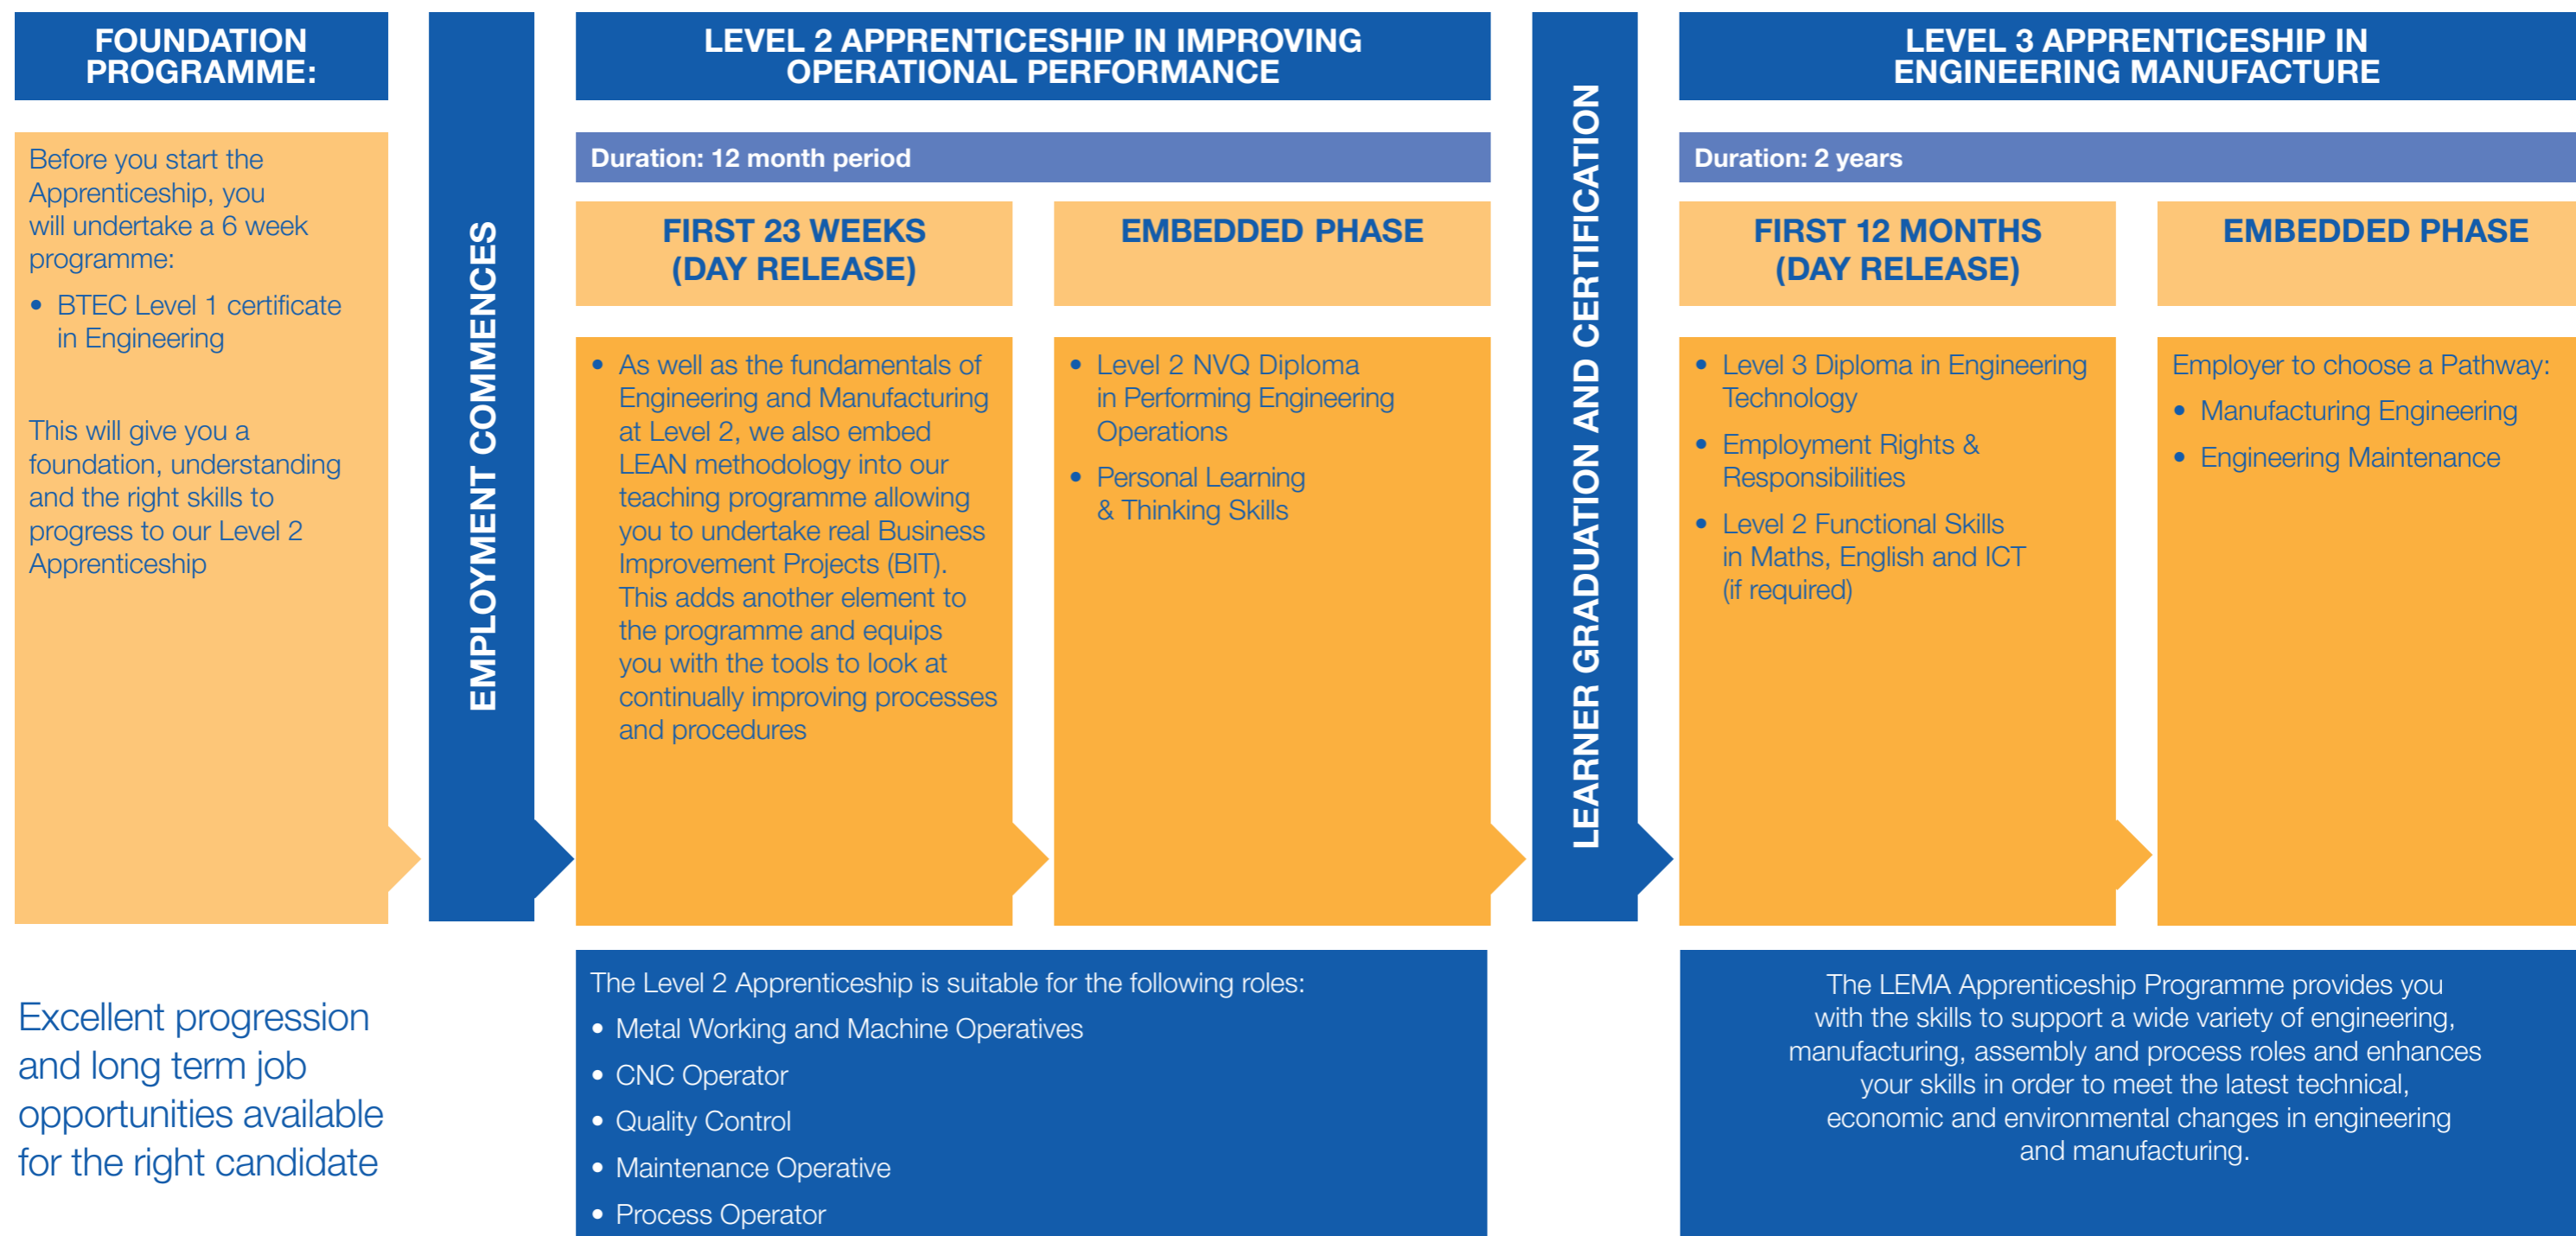 FOUNDATION
PROGRAMME:
Before you start the
Apprenticeship, you
will undertake a 6 week
programme:
• BTEC Level 1 certificate
in Engineering
This will give you a
foundation, understanding
and the right skills to
progress to our Level 2
Apprenticeship
Excellent progression
and long term job
opportunities available
for the right candidate
EMPLOYMENT COMMENCES
LEVEL 2 APPRENTICESHIP IN IMPROVING
OPERATIONAL PERFORMANCE
Duration: 12 month period
FIRST 23 WEEKS
(DAY RELEASE)
• As well as the fundamentals of
Engineering and Manufacturing
at Level 2, we also embed
LEAN methodology into our
teaching programme allowing
you to undertake real Business
Improvement Projects (BIT).
This adds another element to
the programme and equips
you with the tools to look at
continually improving processes
and procedures
EMBEDDED PHASE
• Level 2 NVQ Diploma
in Performing Engineering
Operations
• Personal Learning
& Thinking Skills
The Level 2 Apprenticeship is suitable for the following roles:
• Metal Working and Machine Operatives
• CNC Operator
• Quality Control
• Maintenance Operative
• Process Operator
LEARNER GRADUATION AND CERTIFICATION
LEVEL 3 APPRENTICESHIP IN
ENGINEERING MANUFACTURE
Duration: 2 years
FIRST 12 MONTHS
(DAY RELEASE)
• Level 3 Diploma in Engineering
Technology
• Employment Rights &
Responsibilities
• Level 2 Functional Skills
in Maths, English and ICT
(if required)
EMBEDDED PHASE
Employer to choose a Pathway:
• Manufacturing Engineering
• Engineering Maintenance
The LEMA Apprenticeship Programme provides you
with the skills to support a wide variety of engineering,
manufacturing, assembly and process roles and enhances
your skills in order to meet the latest technical,
economic and environmental changes in engineering
and manufacturing.